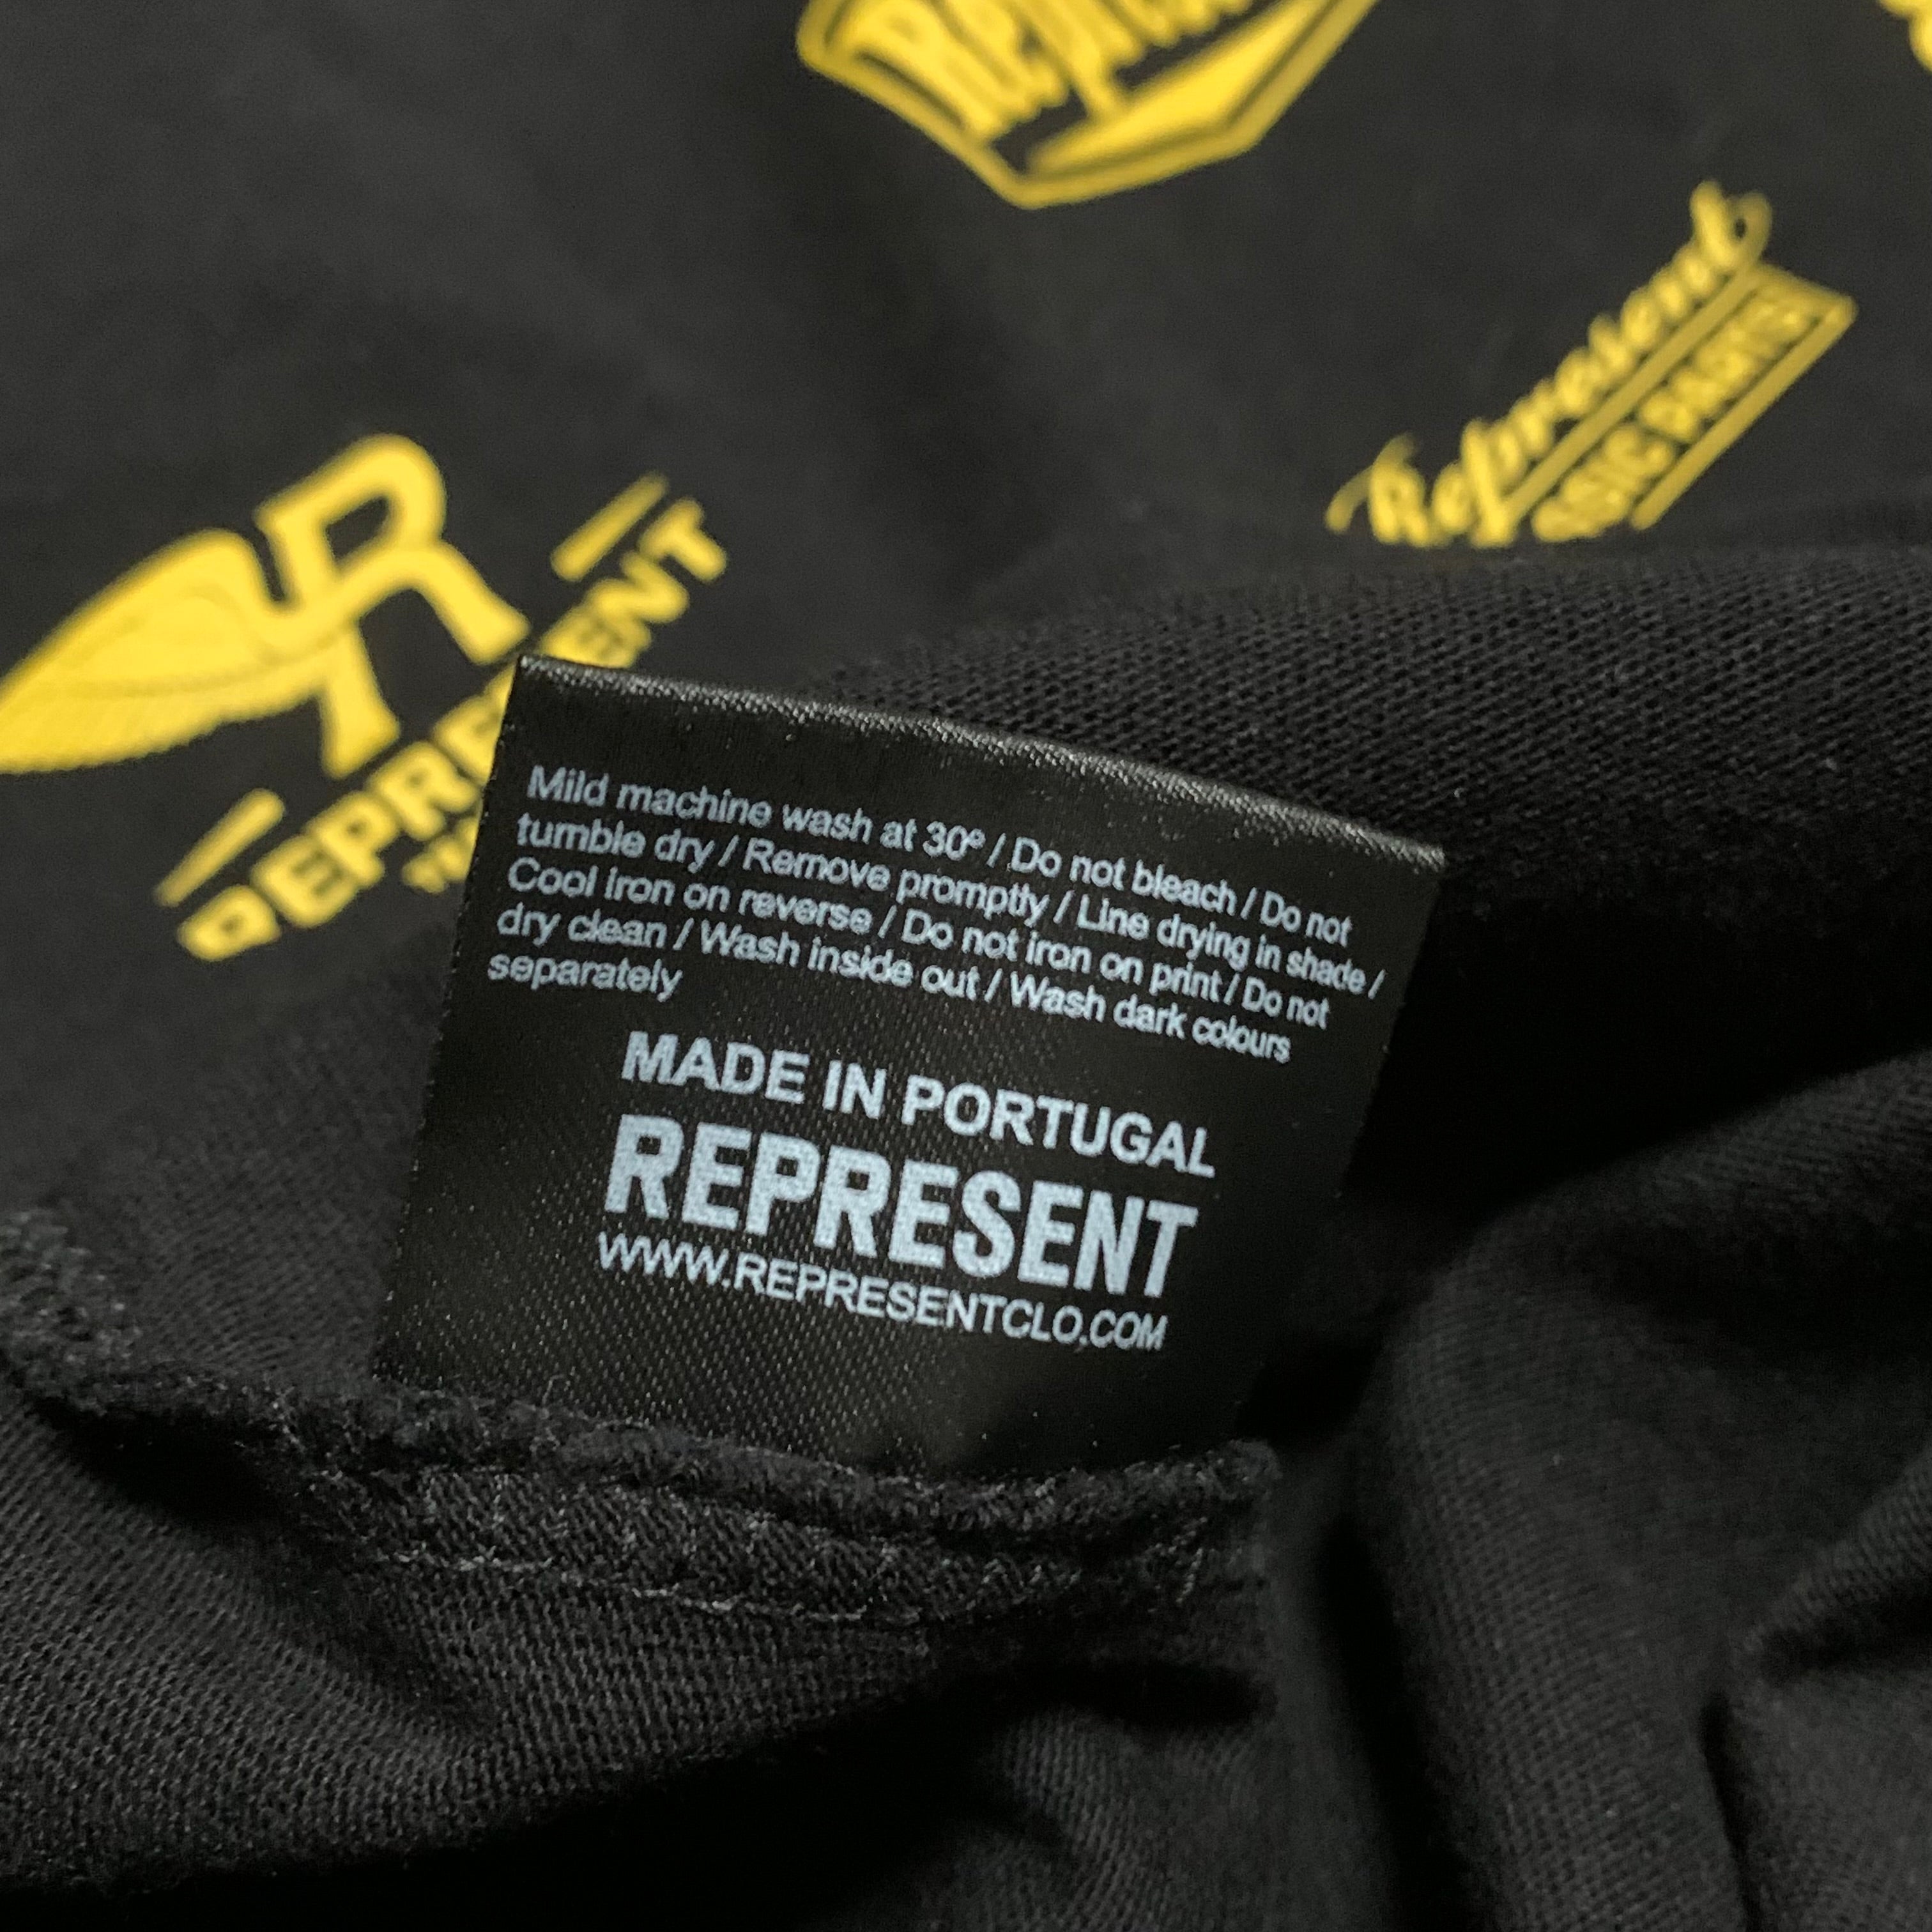 Represent
REPRESENT
Mild machine wash at 30º / Do not bleach / Do not
tumble dry / Remove promptly / Line drying in shade /
Cool iron on reverse / Do not iron on print / Do not
dry clean / Wash inside out / Wash dark colours
separately
MADE IN PORTUGAL
REPRESENT
WWW.REPRESENTCLO.COM